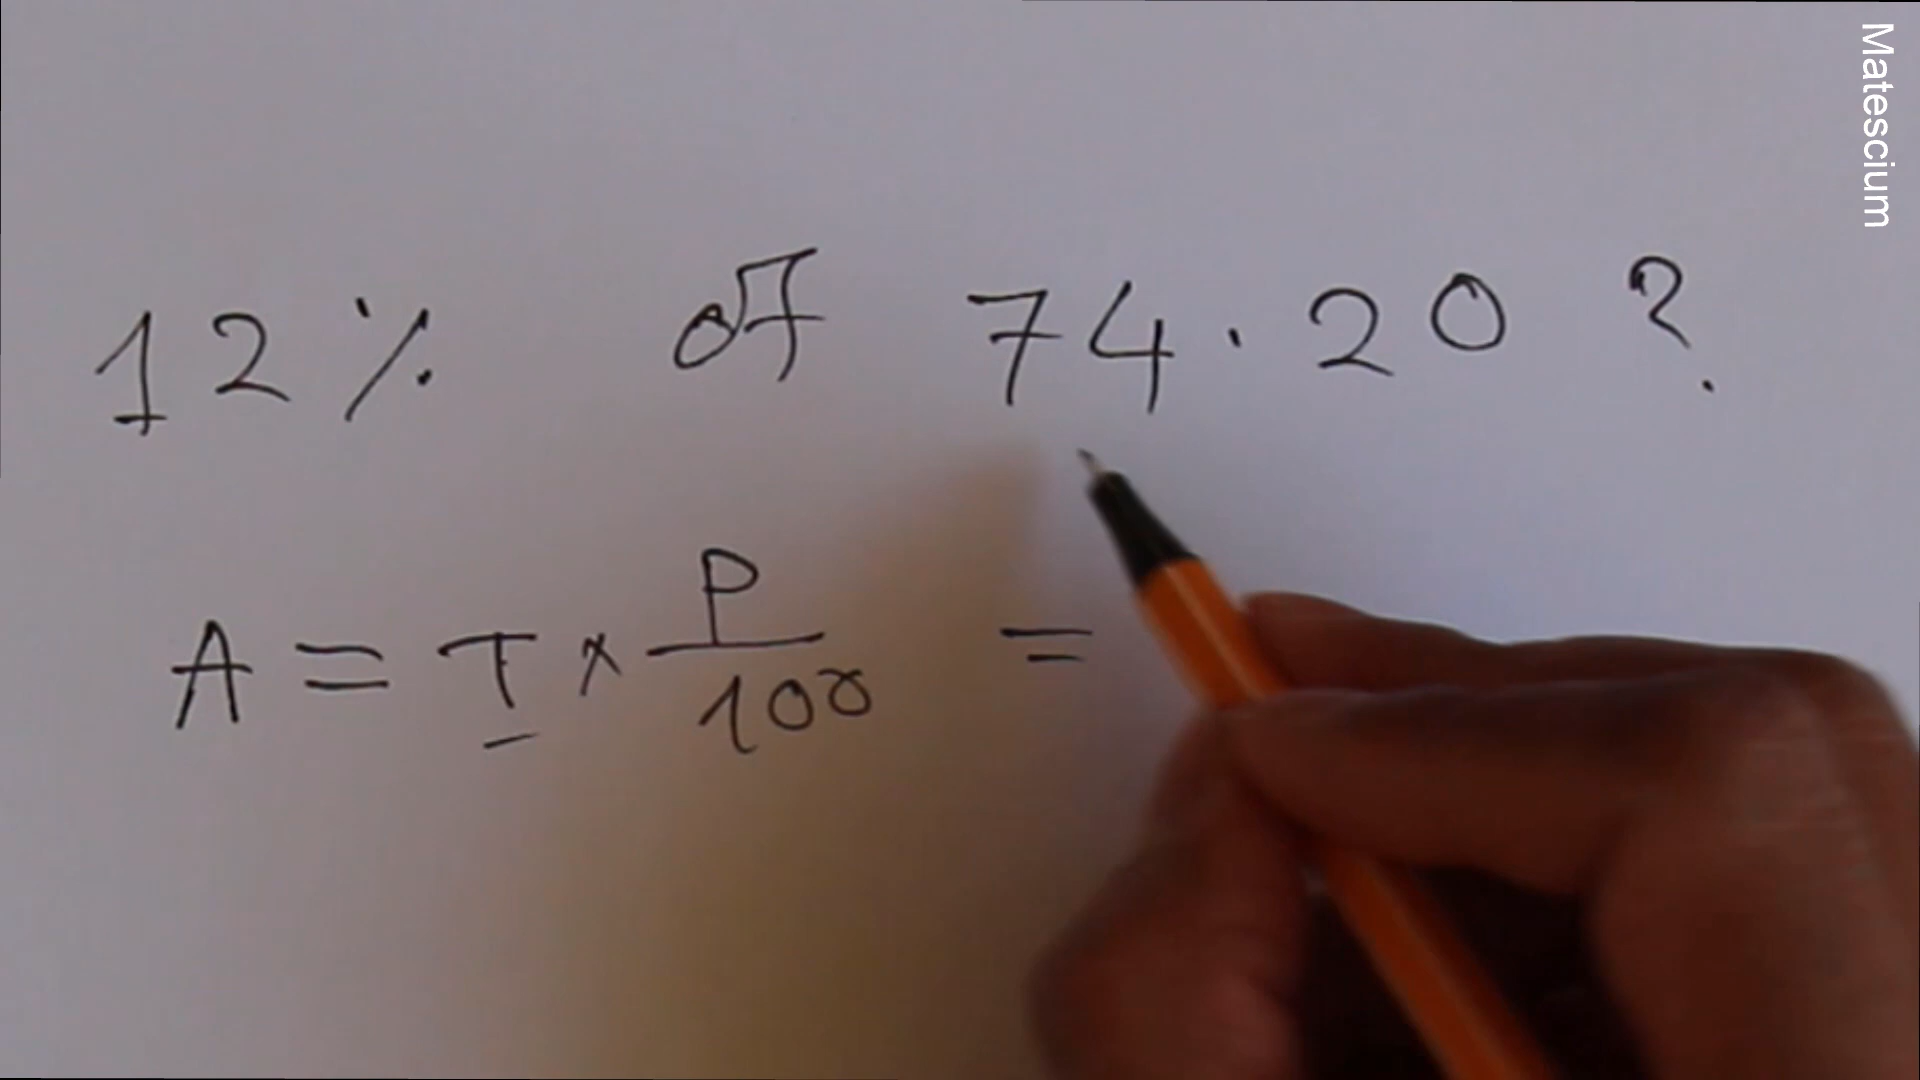 12% of 74.20 ?
A = T × P/100 =
Matescium